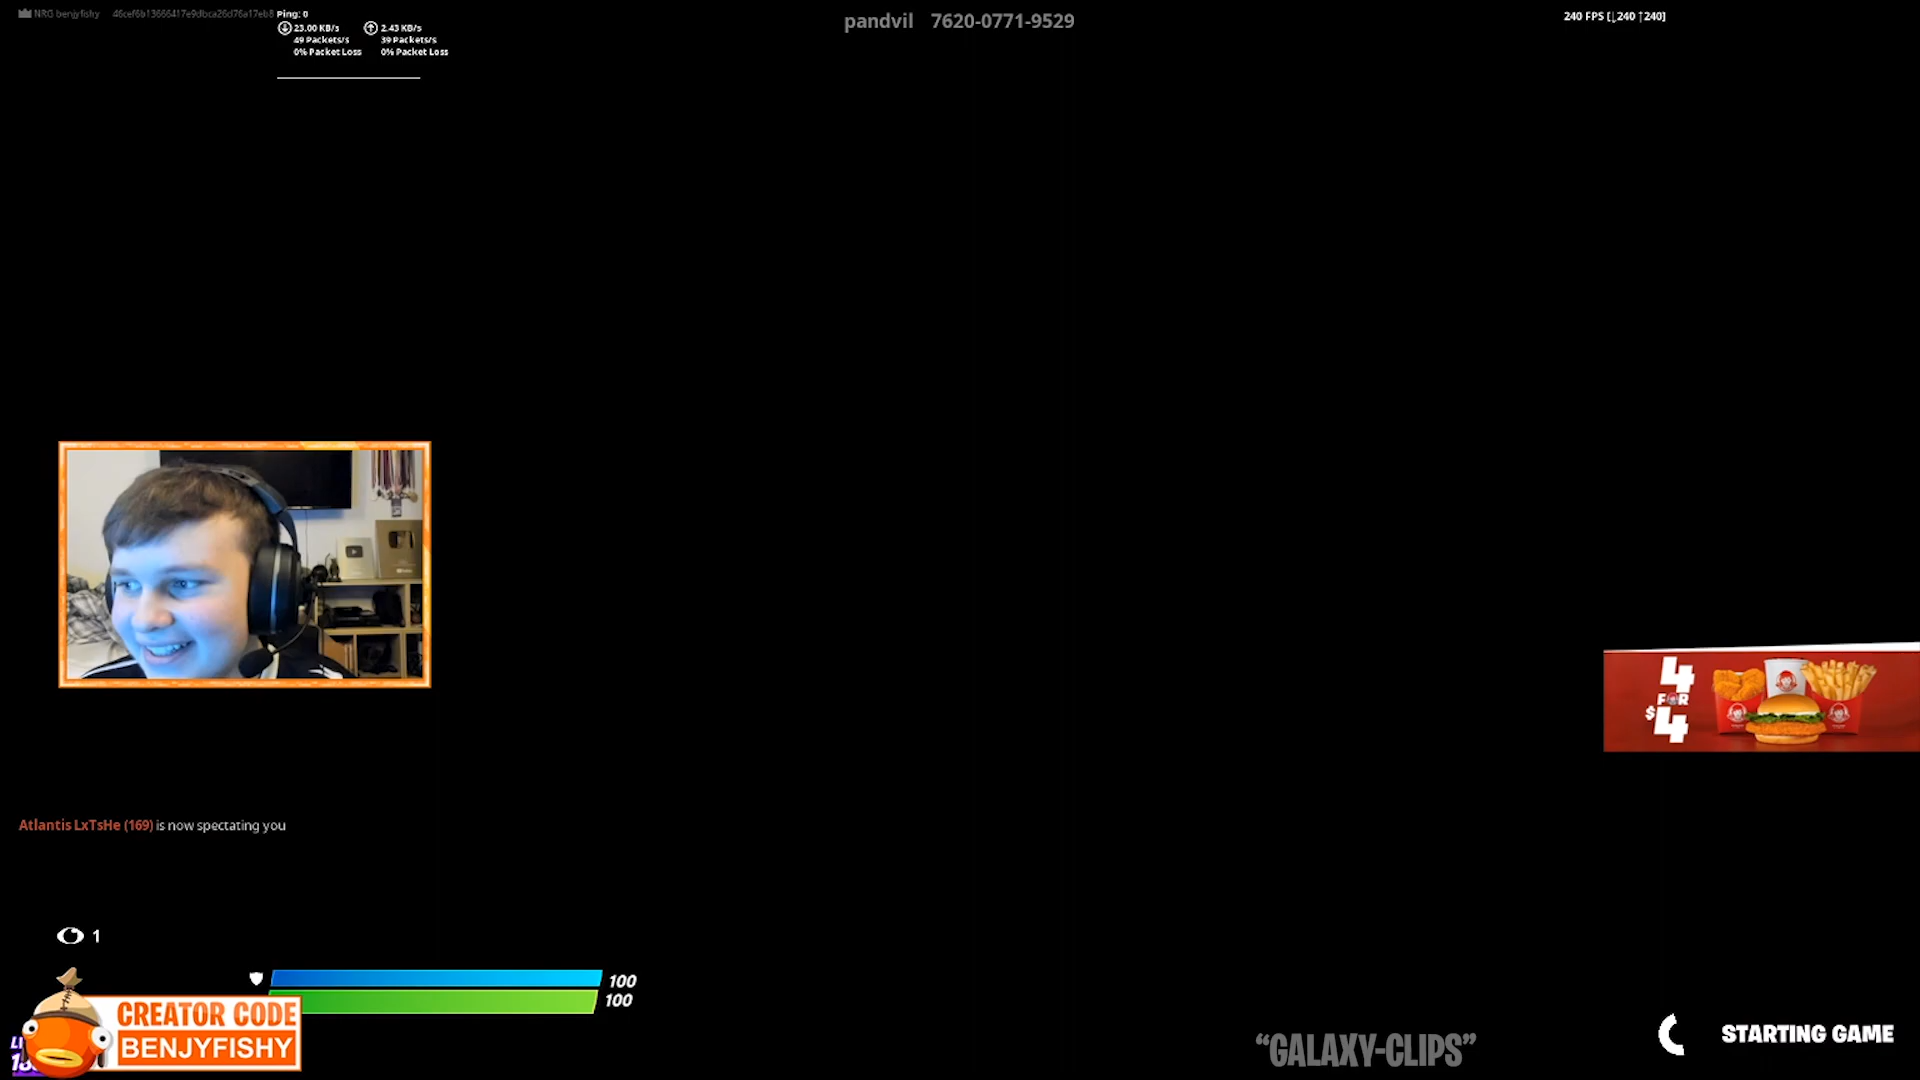 NRG benjyfishy
Ping: 0
23.00 KB/s 2.43 KB/s
49 Packets/s 39 Packets/s
0% Packet Loss 0% Packet Loss
pandvil 7620-0771-9529
240 FPS [↓240 ↑240]
4
FOR
$4
Atlantis LxTsHe (169) is now spectating you
1
100
100
CREATOR CODE
BENJYFISHY
“GALAXY-CLIPS”
STARTING GAME